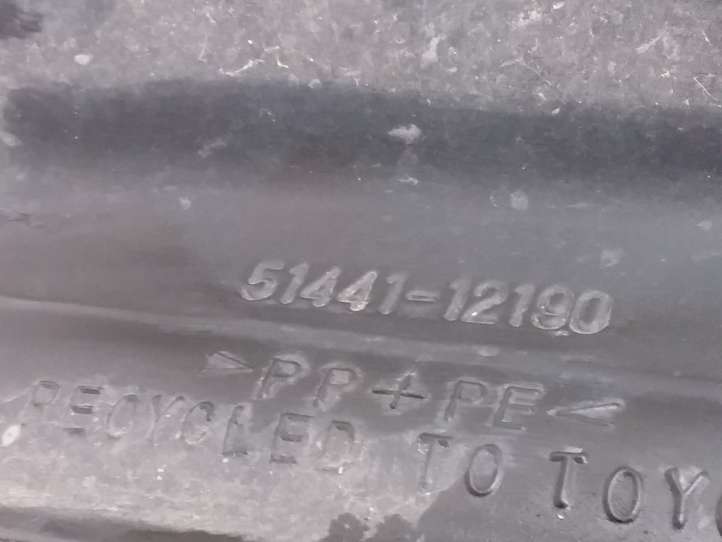 51441-12190
>PP+PE<
RECYCLED TO TOY